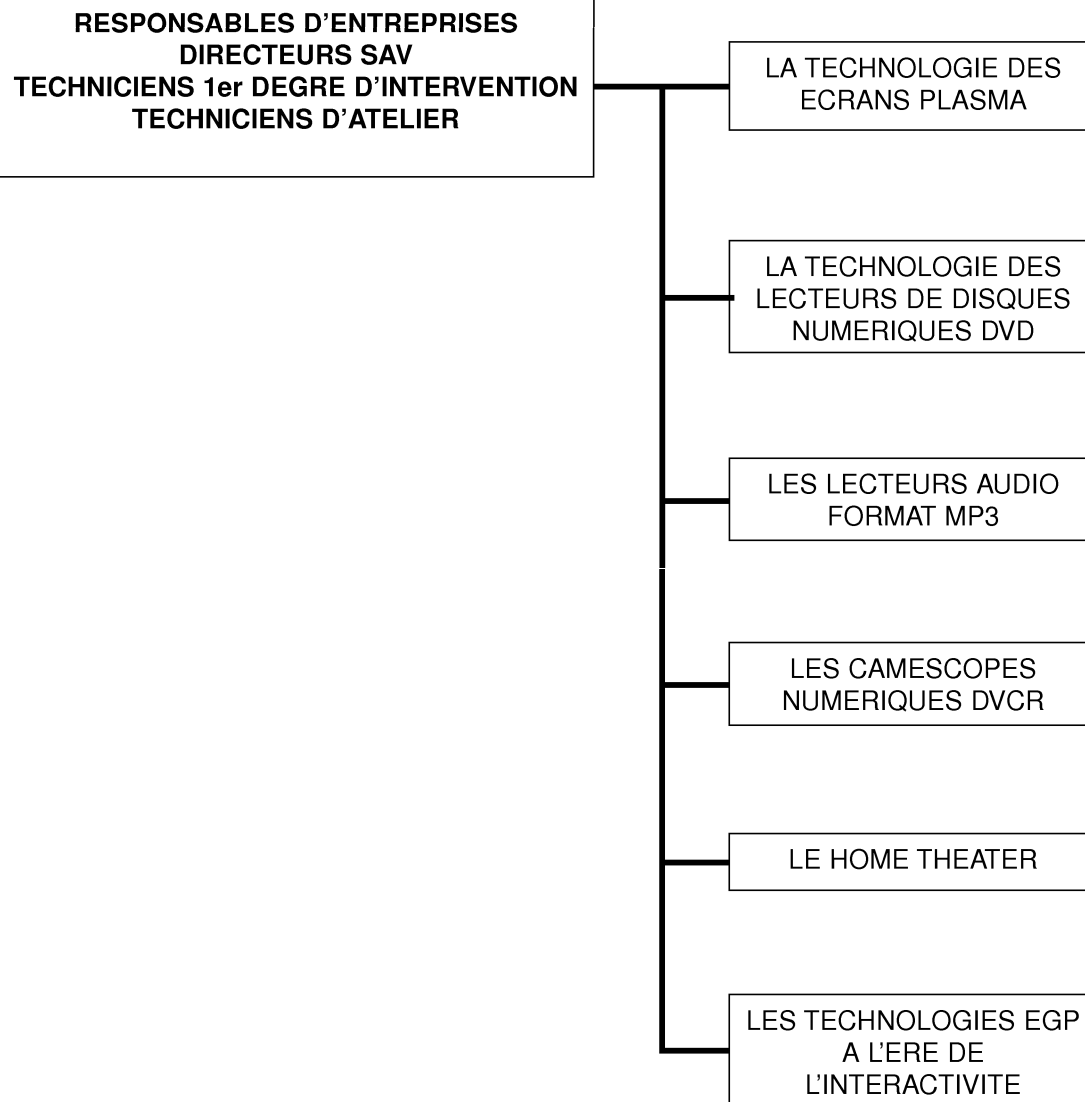 RESPONSABLES D'ENTREPRISES
DIRECTEURS SAV
TECHNICIENS 1er DEGRE D'INTERVENTION
TECHNICIENS D'ATELIER
LA TECHNOLOGIE DES
ECRANS PLASMA
LA TECHNOLOGIE DES
LECTEURS DE DISQUES
NUMERIQUES DVD
LES LECTEURS AUDIO
FORMAT MP3
LES CAMESCOPES
NUMERIQUES DVCR
LE HOME THEATER
LES TECHNOLOGIES EGP
A L'ERE DE
L'INTERACTIVITE